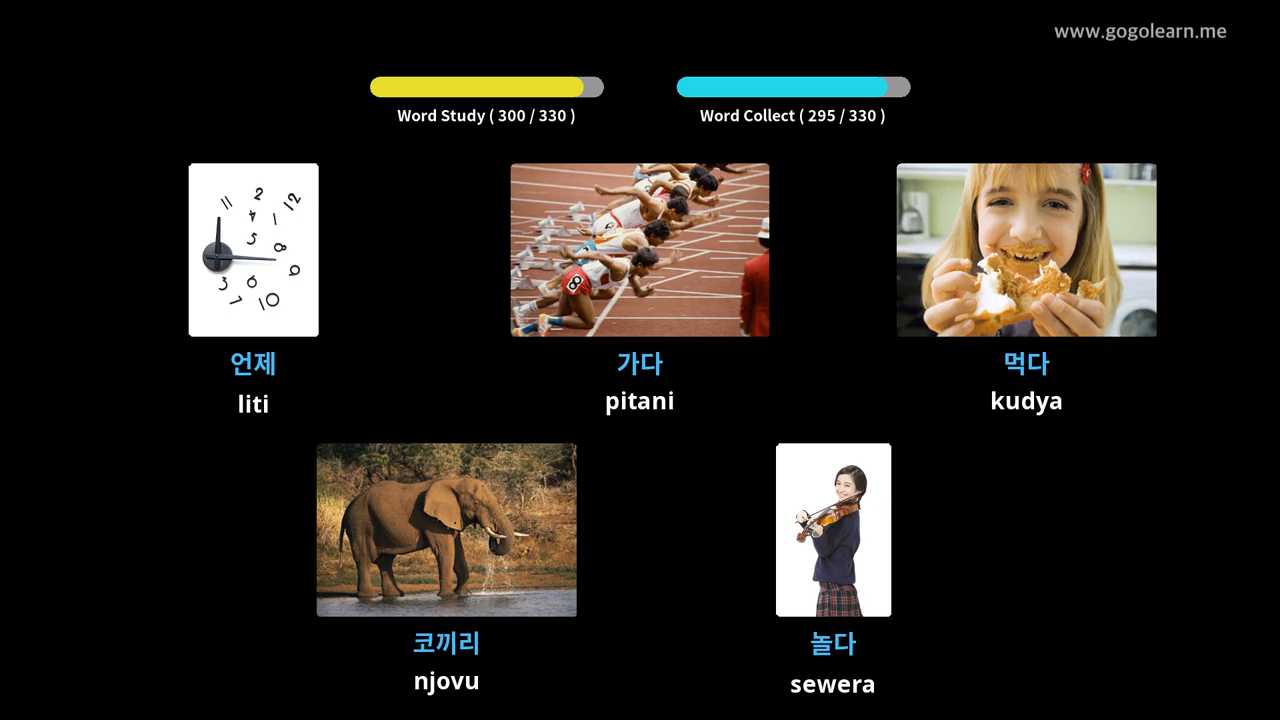 www.gogolearn.me
Word Study ( 300 / 330 )
Word Collect ( 295 / 330 )
언제
liti
가다
pitani
먹다
kudya
코끼리
njovu
놀다
sewera